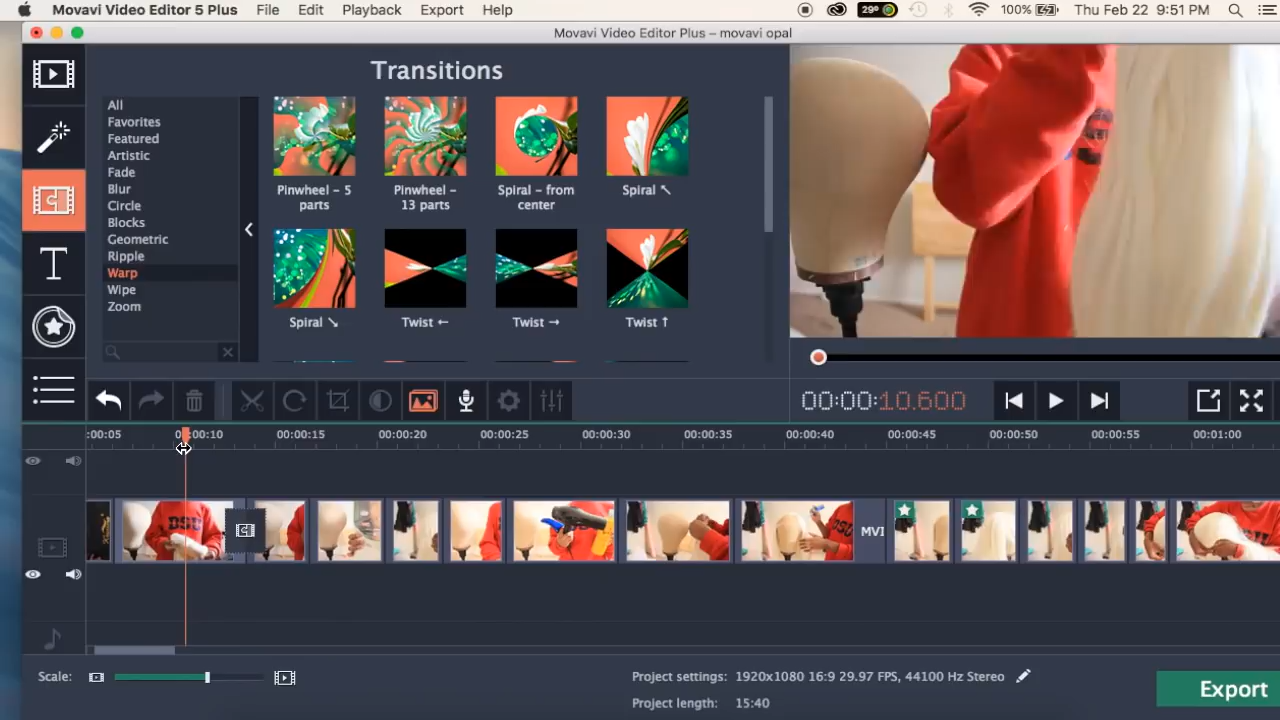 Movavi Video Editor 5 Plus File Edit Playback Export Help 29° 100% Thu Feb 22 9:51 PM
Movavi Video Editor Plus – movavi opal
Transitions
All
Favorites
Featured
Artistic
Fade
Blur
Circle
Blocks
Geometric
Ripple
Warp
Wipe
Zoom
Pinwheel – 5 parts
Pinwheel – 13 parts
Spiral – from center
Spiral ↖
Spiral ↘
Twist ←
Twist →
Twist ↑
00:00:10.600
:00:05 00:00:10 00:00:15 00:00:20 00:00:25 00:00:30 00:00:35 00:00:40 00:00:45 00:00:50 00:00:55 00:01:00
DSU
MVI
Scale:
Project settings: 1920x1080 16:9 29.97 FPS, 44100 Hz Stereo
Project length: 15:40
Export